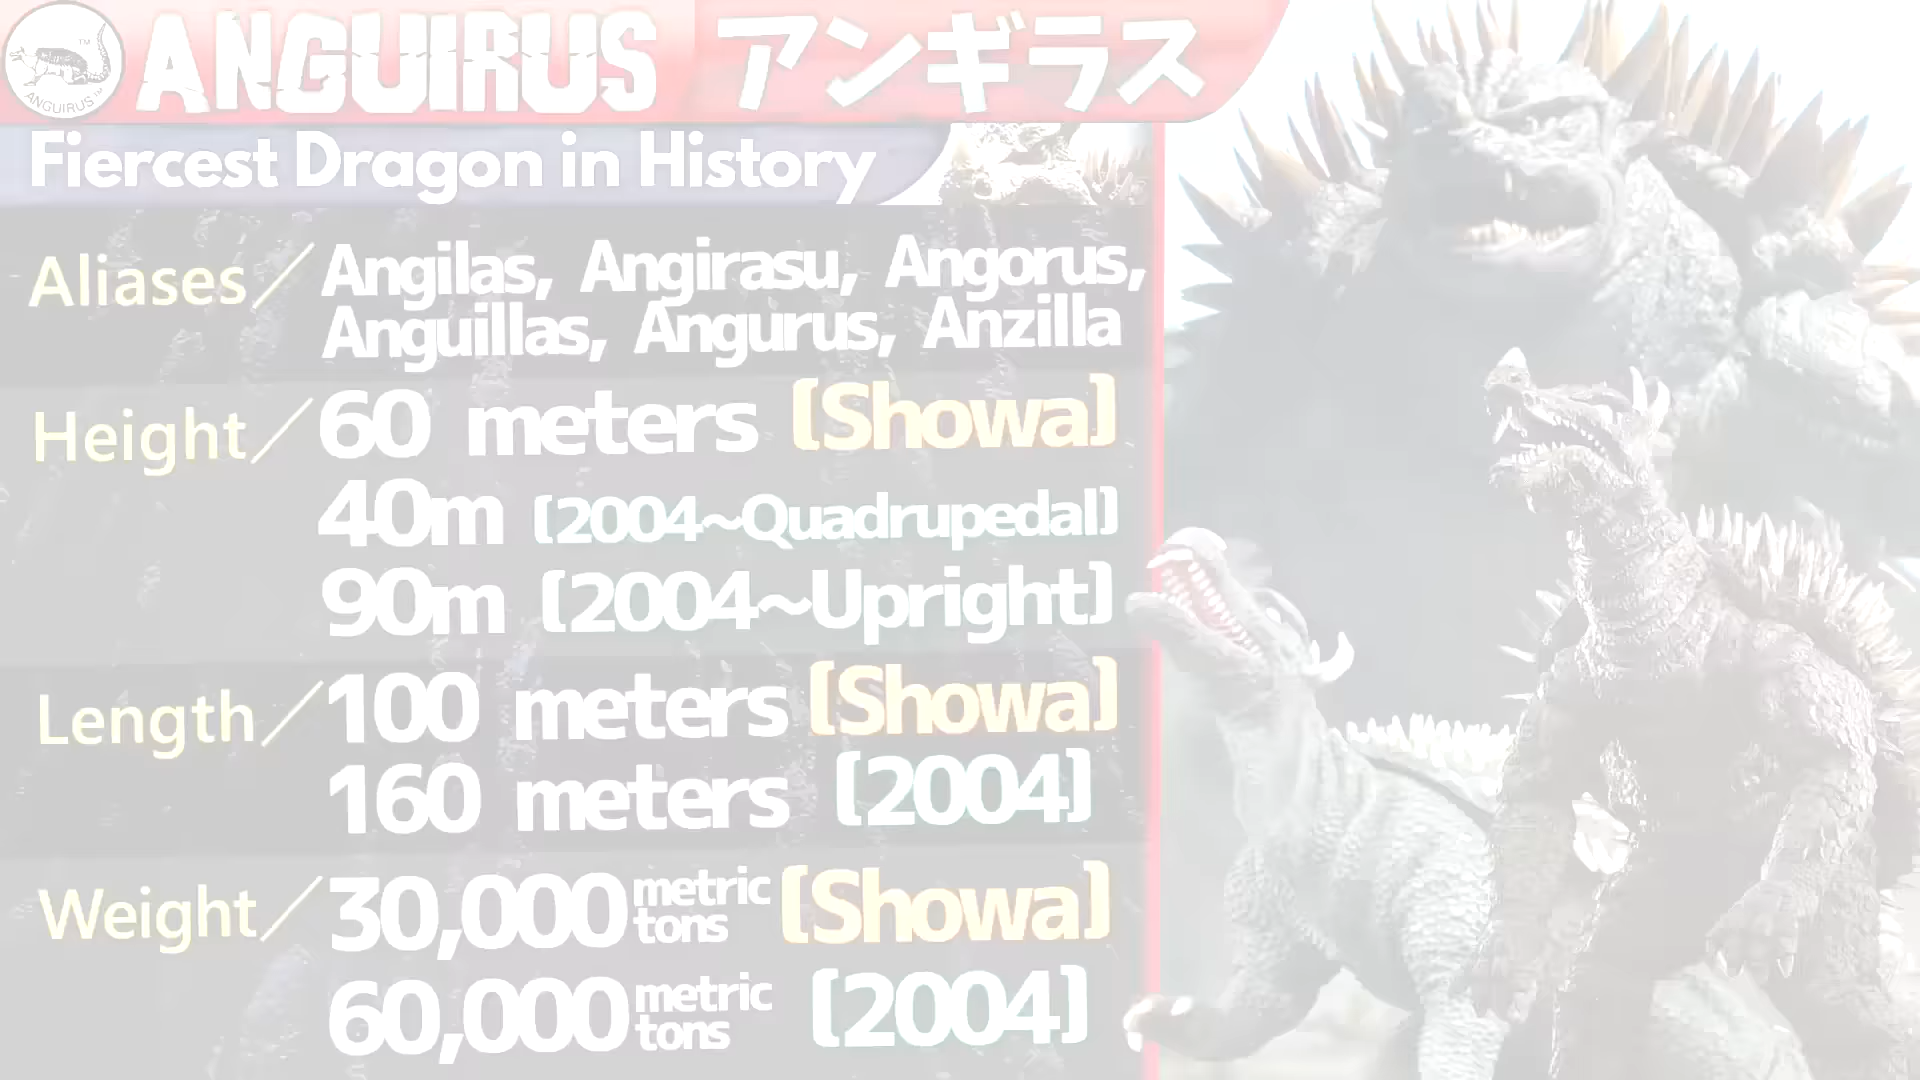 ANGUIRUS アンギラス
ANGUIRUS™
™
Fiercest Dragon in History
Aliases／Angilas, Angirasu, Angorus,
Anguillas, Angurus, Anzilla
Height／60 meters [Showa]
40m [2004~Quadrupedal]
90m [2004~Upright]
Length／100 meters [Showa]
160 meters [2004]
Weight／30,000 metric tons [Showa]
60,000 metric tons [2004]